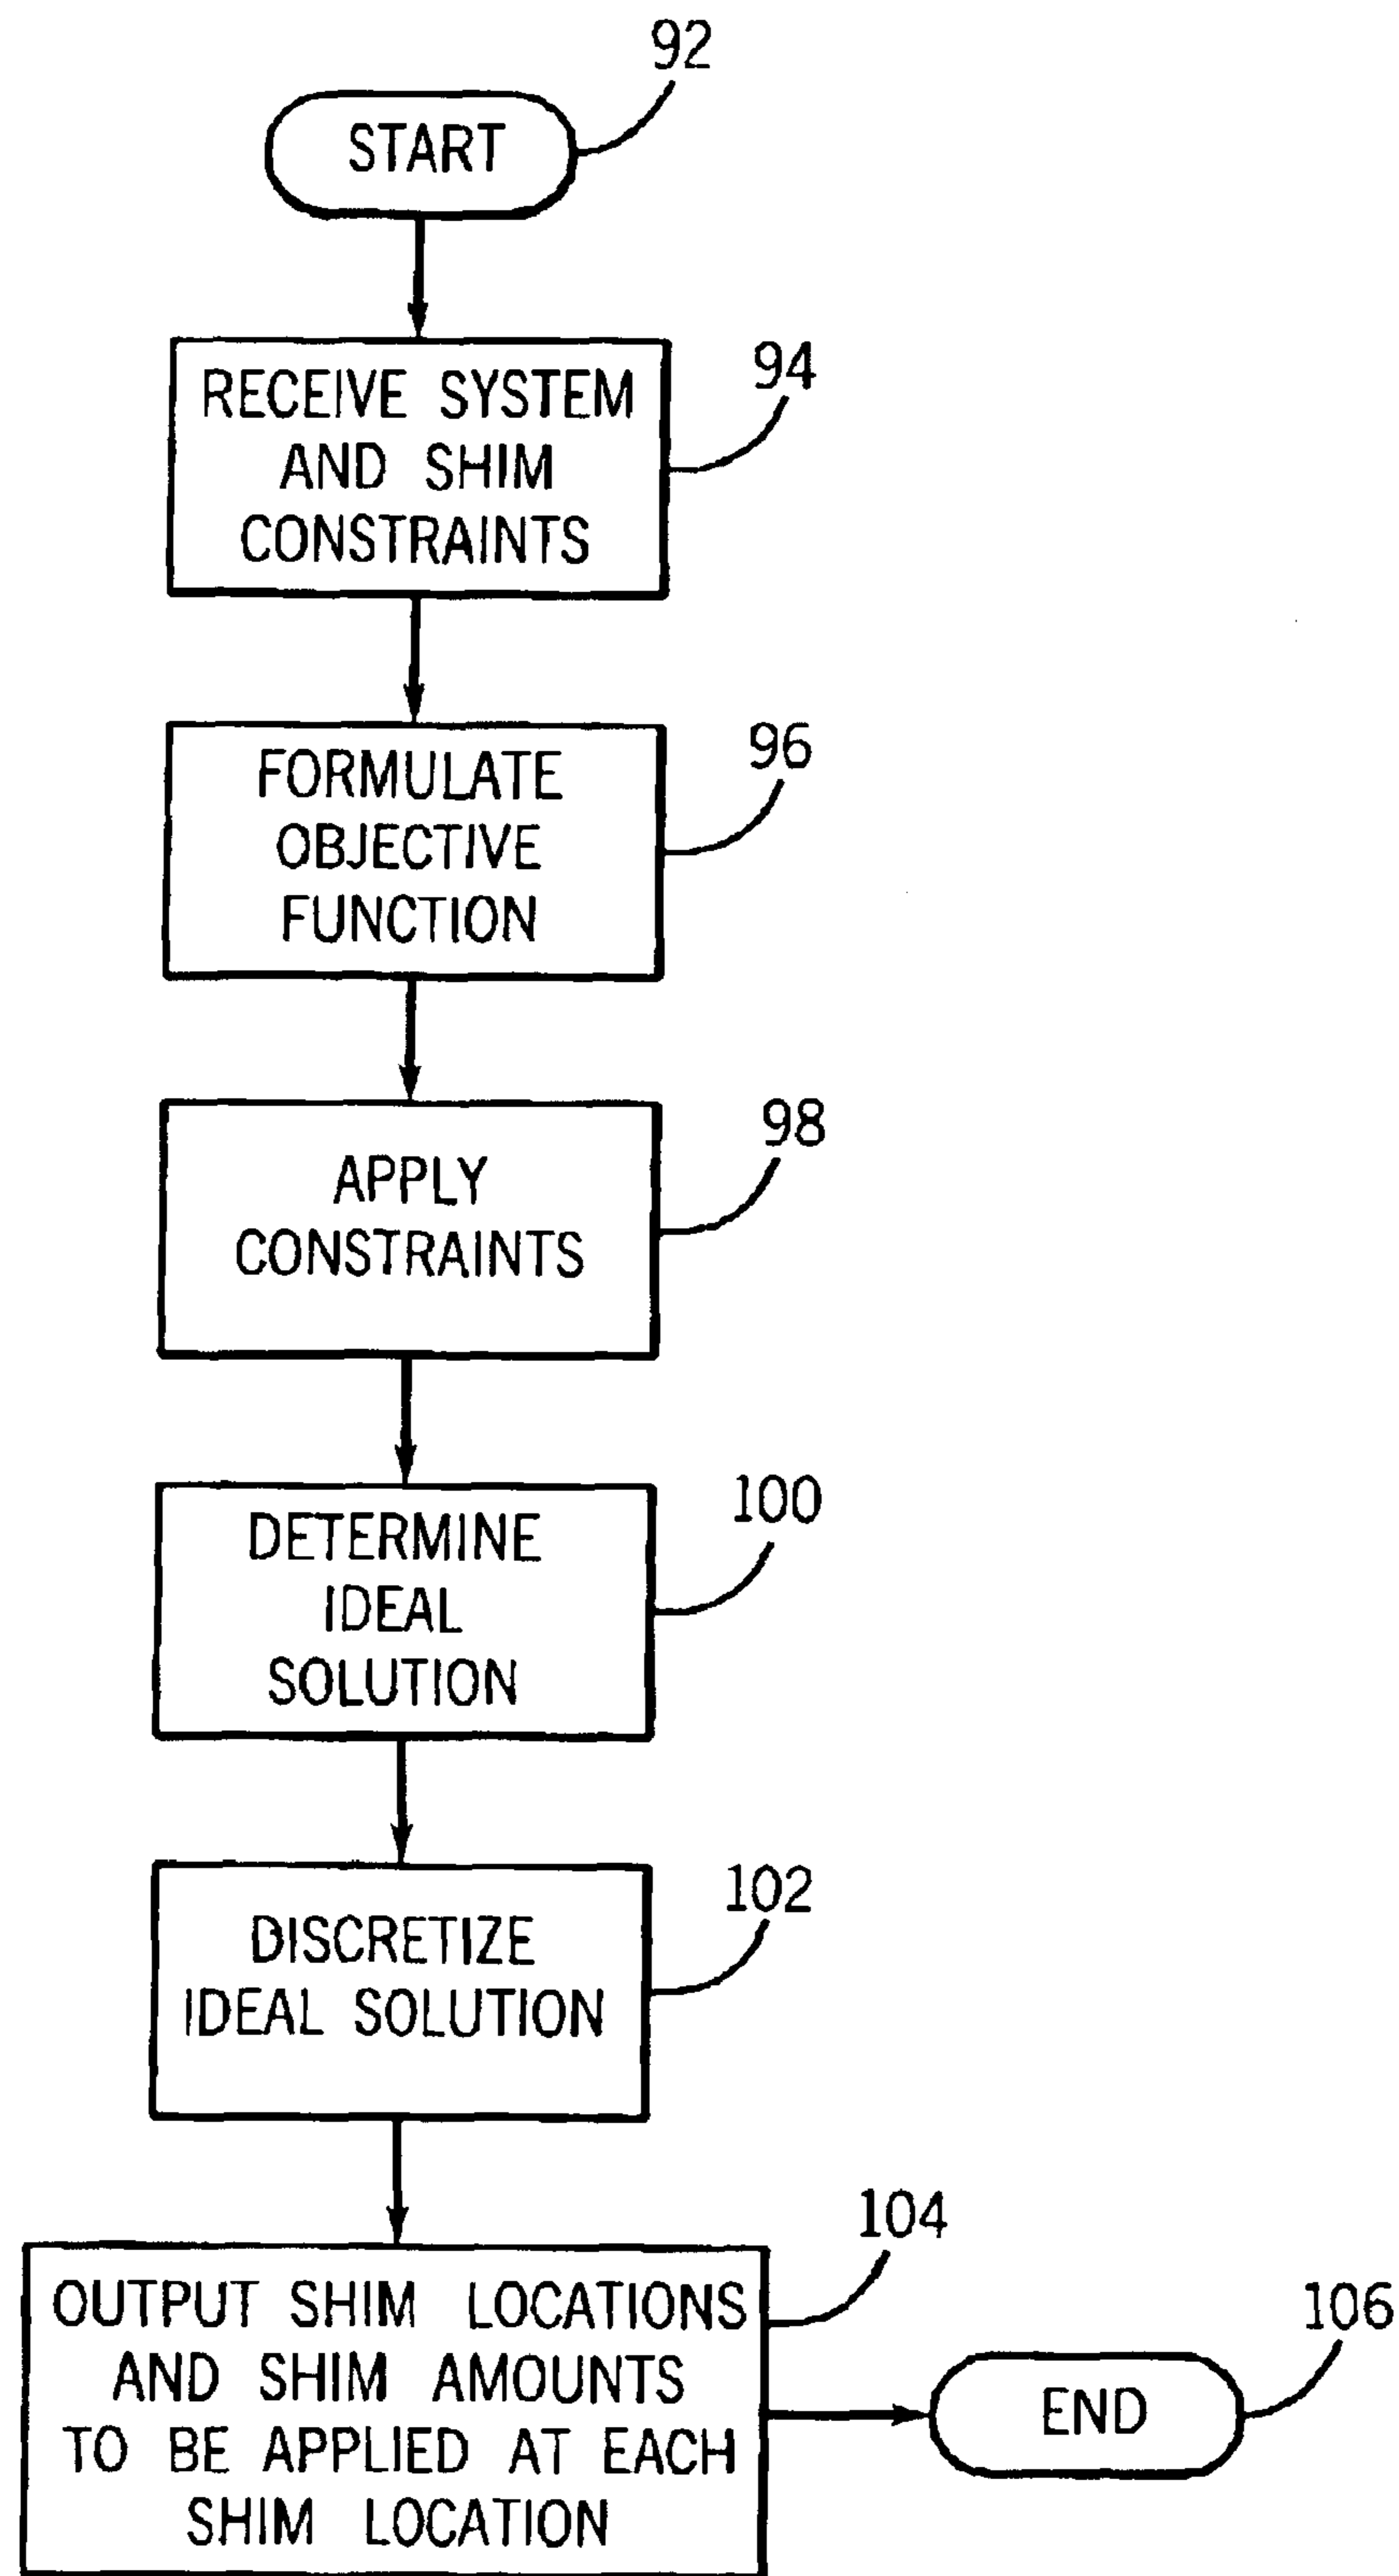 92
START
94
RECEIVE SYSTEM
AND SHIM
CONSTRAINTS
96
FORMULATE
OBJECTIVE
FUNCTION
98
APPLY
CONSTRAINTS
100
DETERMINE
IDEAL
SOLUTION
102
DISCRETIZE
IDEAL SOLUTION
104
OUTPUT SHIM LOCATIONS
AND SHIM AMOUNTS
TO BE APPLIED AT EACH
SHIM LOCATION
106
END